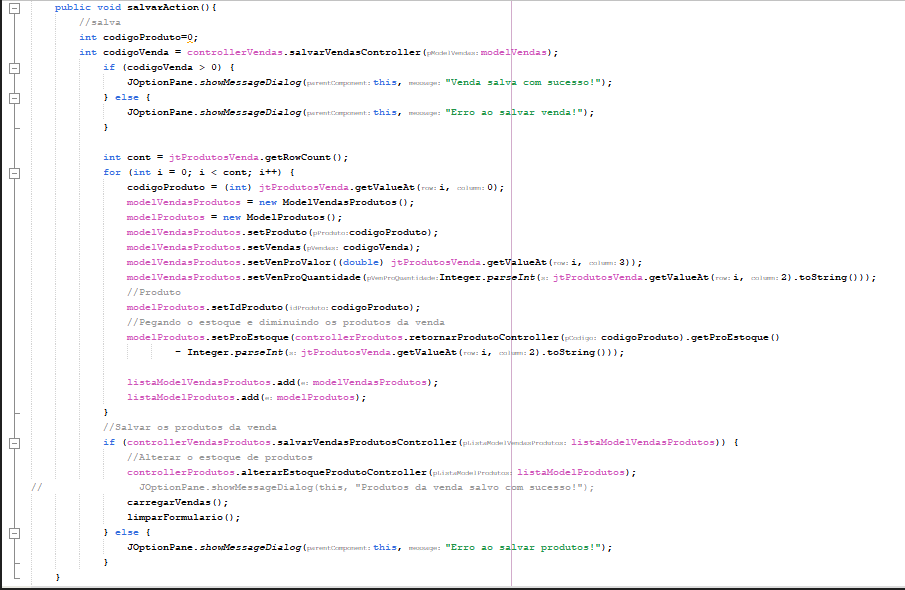 public void salvarAction(){
//salva
int codigoProduto=0;
int codigoVenda = controllerVendas.salvarVendasController(pModelVendas: modelVendas);
if (codigoVenda > 0) {
JOptionPane.showMessageDialog(parentComponent: this, message: "Venda salva com sucesso!");
} else {
JOptionPane.showMessageDialog(parentComponent: this, message: "Erro ao salvar venda!");
}
int cont = jtProdutosVenda.getRowCount();
for (int i = 0; i < cont; i++) {
codigoProduto = (int) jtProdutosVenda.getValueAt(row: i, column: 0);
modelVendasProdutos = new ModelVendasProdutos();
modelProdutos = new ModelProdutos();
modelVendasProdutos.setProduto(pProduto: codigoProduto);
modelVendasProdutos.setVendas(pVendas: codigoVenda);
modelVendasProdutos.setVenProValor((double) jtProdutosVenda.getValueAt(row: i, column: 3));
modelVendasProdutos.setVenProQuantidade(pVenProQuantidade: Integer.parseInt(s: jtProdutosVenda.getValueAt(row: i, column: 2).toString()));
//Produto
modelProdutos.setIdProduto(idProduto: codigoProduto);
//Pegando o estoque e diminuindo os produtos da venda
modelProdutos.setProEstoque(controllerProdutos.retornarProdutoController(pCodigo: codigoProduto).getProEstoque()
- Integer.parseInt(s: jtProdutosVenda.getValueAt(row: i, column: 2).toString()));
listaModelVendasProdutos.add(e: modelVendasProdutos);
listaModelProdutos.add(e: modelProdutos);
}
//Salvar os produtos da venda
if (controllerVendasProdutos.salvarVendasProdutosController(pListaModelVendasProdutos: listaModelVendasProdutos)) {
//Alterar o estoque de produtos
controllerProdutos.alterarEstoqueProdutoController(pListaModelProdutos: listaModelProdutos);
// JOptionPane.showMessageDialog(this, "Produtos da venda salvo com sucesso!");
carregarVendas();
limparFormulario();
} else {
JOptionPane.showMessageDialog(parentComponent: this, message: "Erro ao salvar produtos!");
}
}